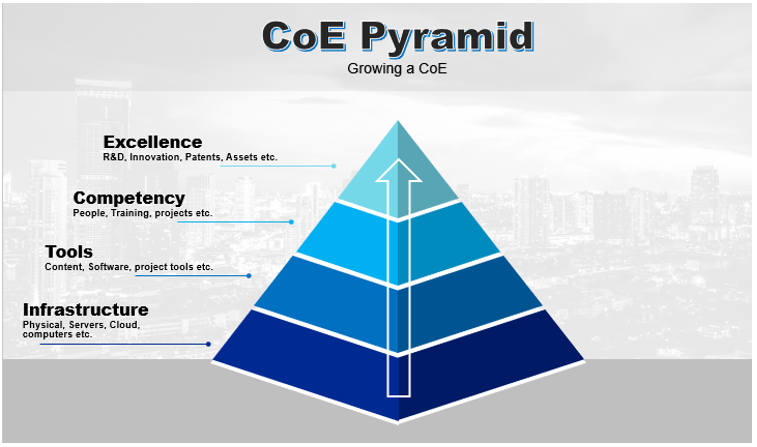 CoE Pyramid
Growing a CoE
Excellence
R&D, Innovation, Patents, Assets etc.
Competency
People, Training, projects etc.
Tools
Content, Software, project tools etc.
Infrastructure
Physical, Servers, Cloud,
computers etc.